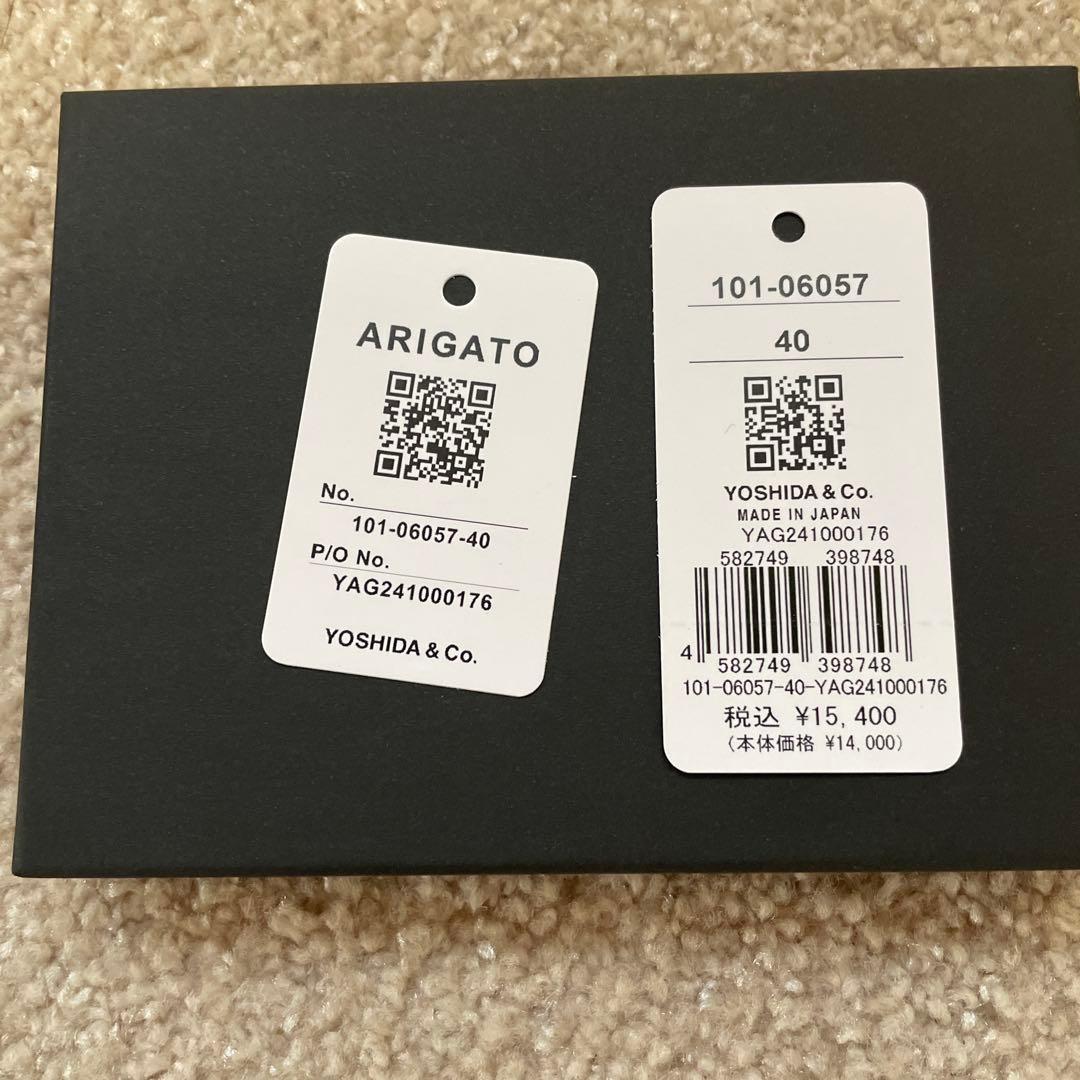 ARIGATO
No.
101-06057-40
P/O No.
YAG241000176
YOSHIDA & Co.
101-06057
40
YOSHIDA & Co.
MADE IN JAPAN
YAG241000176
582749 398748
4 582749 398748
101-06057-40-YAG241000176
税込 ¥15,400
(本体価格 ¥14,000)